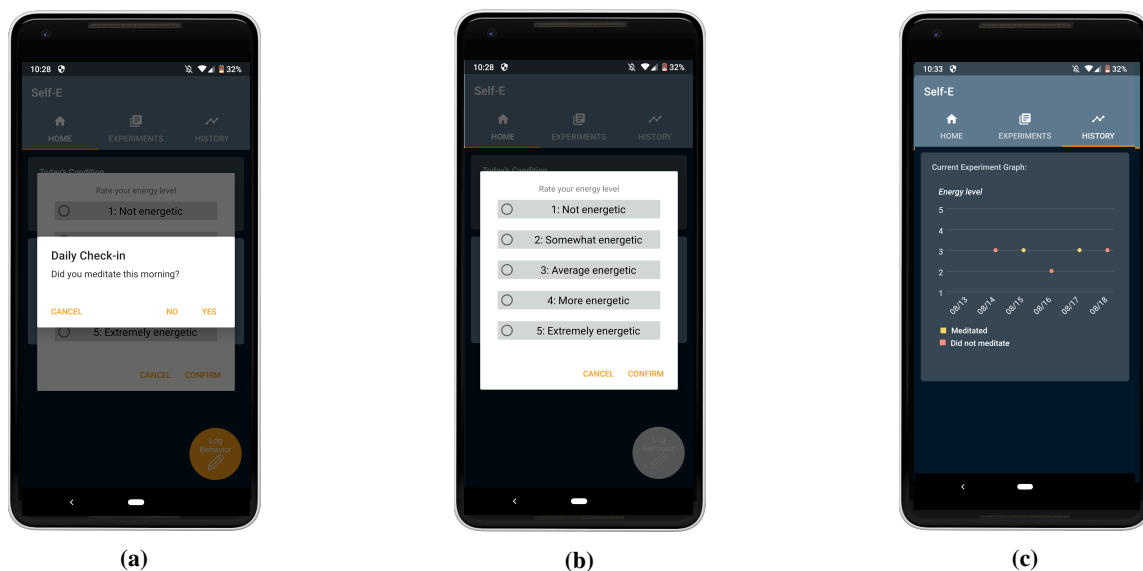 10:28 32%
Self-E
HOME EXPERIMENTS HISTORY
Today's Condition
Rate your energy level
1: Not energetic
Daily Check-in
Did you meditate this morning?
CANCEL NO YES
5: Extremely energetic
CANCEL CONFIRM
Log
Behavior
(a)
10:28 32%
Self-E
HOME EXPERIMENTS HISTORY
Today's Condition
Rate your energy level
1: Not energetic
2: Somewhat energetic
3: Average energetic
4: More energetic
5: Extremely energetic
CANCEL CONFIRM
Log
Behavior
(b)
10:33 32%
Self-E
HOME EXPERIMENTS HISTORY
Current Experiment Graph:
Energy level
5
4
3
2
1
08/13 08/14 08/15 08/16 08/17 08/18
Meditated
Did not meditate
(c)